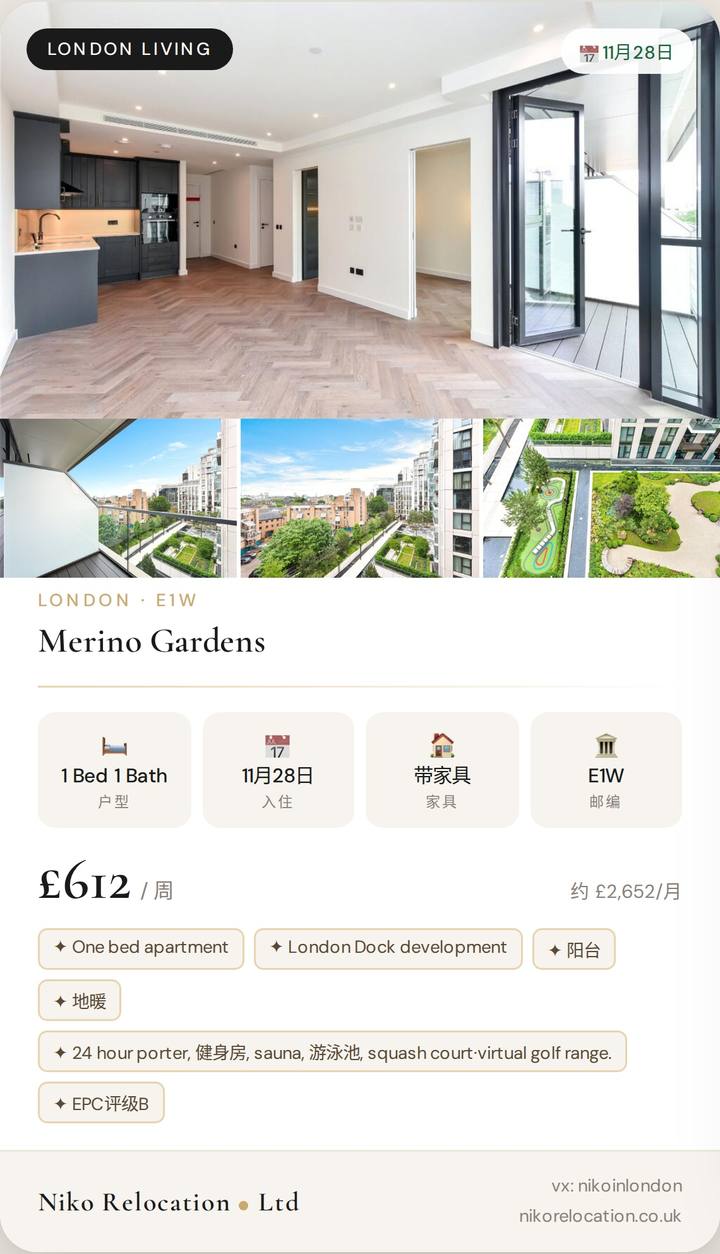 LONDON LIVING
📅 11月28日
LONDON · E1W
Merino Gardens
1 Bed 1 Bath
户型
11月28日
入住
带家具
家具
E1W
邮编
£612 / 周
约 £2,652/月
✦ One bed apartment
✦ London Dock development
✦ 阳台
✦ 地暖
✦ 24 hour porter, 健身房, sauna, 游泳池, squash court·virtual golf range.
✦ EPC评级B
Niko Relocation • Ltd
vx: nikoinlondon
nikorelocation.co.uk